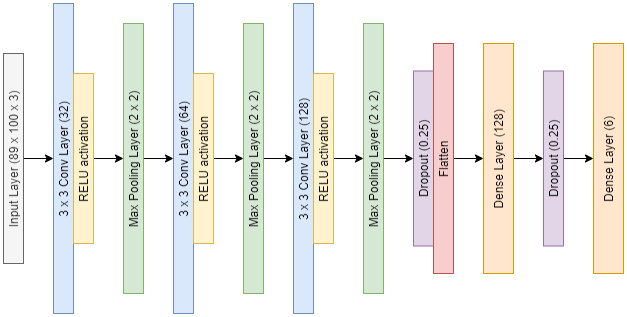 Input Layer (89 x 100 x 3)
3 x 3 Conv Layer (32)
RELU activation
Max Pooling Layer (2 x 2)
3 x 3 Conv Layer (64)
RELU activation
Max Pooling Layer (2 x 2)
3 x 3 Conv Layer (128)
RELU activation
Max Pooling Layer (2 x 2)
Dropout (0.25)
Flatten
Dense Layer (128)
Dropout (0.25)
Dense Layer (6)